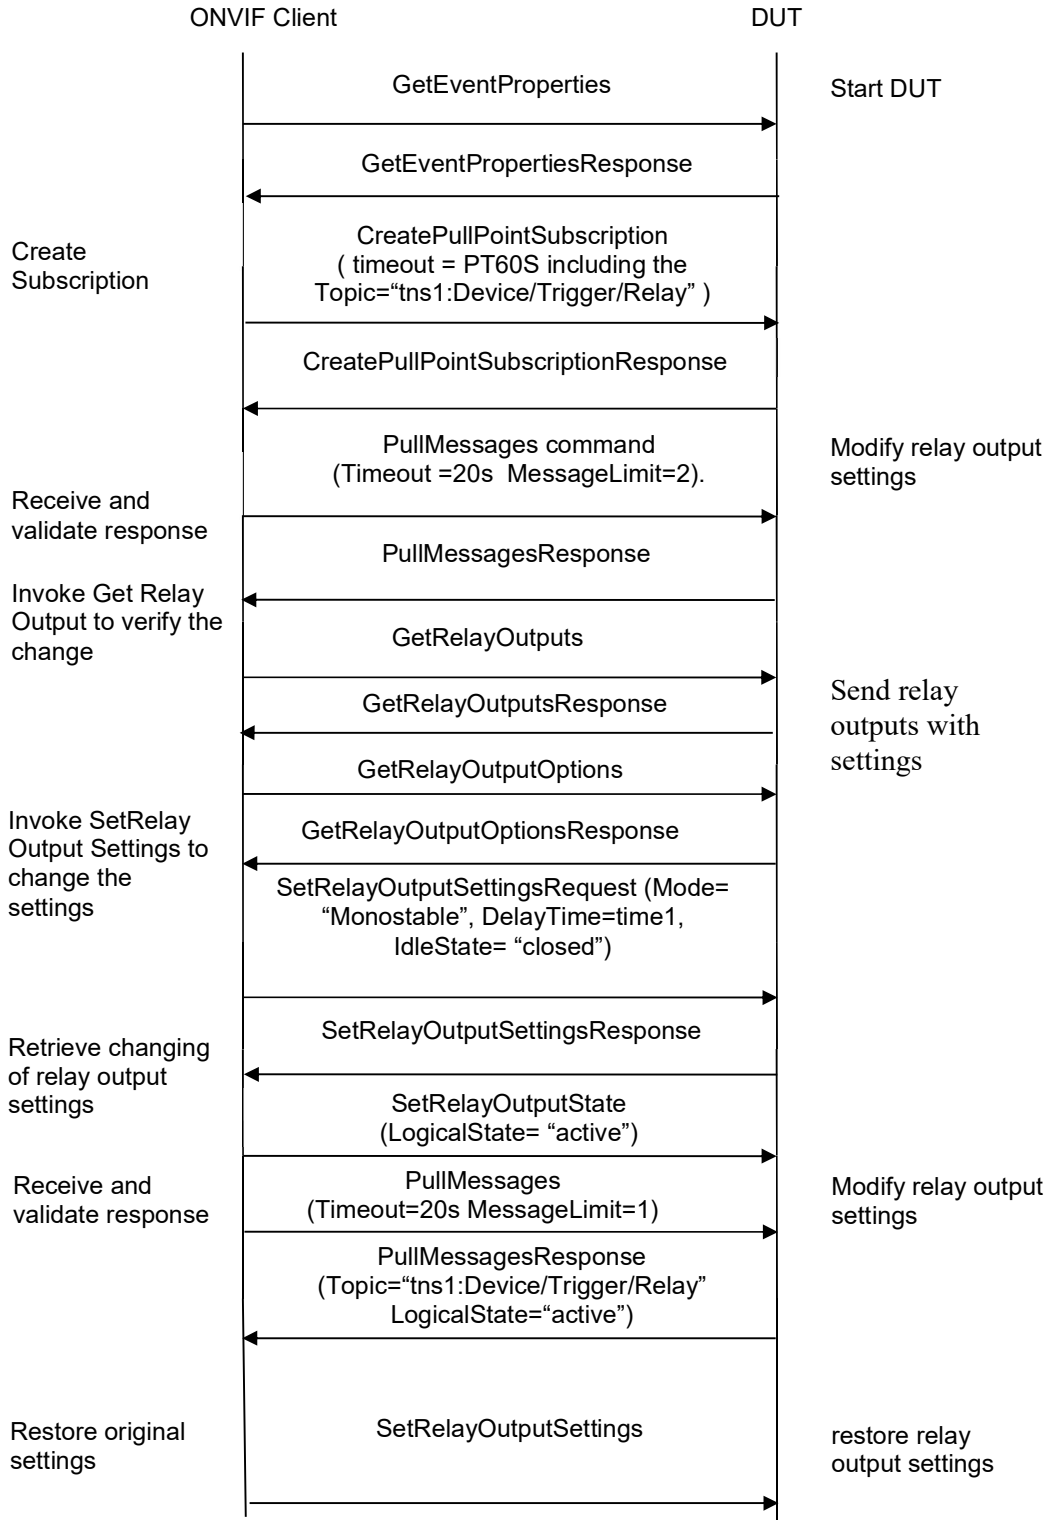 ONVIF Client
DUT
GetEventProperties
Start DUT
GetEventPropertiesResponse
Create
Subscription
CreatePullPointSubscription
( timeout = PT60S including the
Topic=“tns1:Device/Trigger/Relay” )
CreatePullPointSubscriptionResponse
PullMessages command
(Timeout =20s  MessageLimit=2).
Modify relay output
settings
Receive and
validate response
PullMessagesResponse
Invoke Get Relay
Output to verify the
change
GetRelayOutputs
GetRelayOutputsResponse
Send relay
outputs with
settings
GetRelayOutputOptions
Invoke SetRelay
Output Settings to
change the
settings
GetRelayOutputOptionsResponse
SetRelayOutputSettingsRequest (Mode=
“Monostable”, DelayTime=time1,
IdleState= “closed”)
SetRelayOutputSettingsResponse
Retrieve changing
of relay output
settings
SetRelayOutputState
(LogicalState= “active”)
Receive and
validate response
PullMessages
(Timeout=20s MessageLimit=1)
Modify relay output
settings
PullMessagesResponse
(Topic=“tns1:Device/Trigger/Relay”
LogicalState=“active”)
Restore original
settings
SetRelayOutputSettings
restore relay
output settings